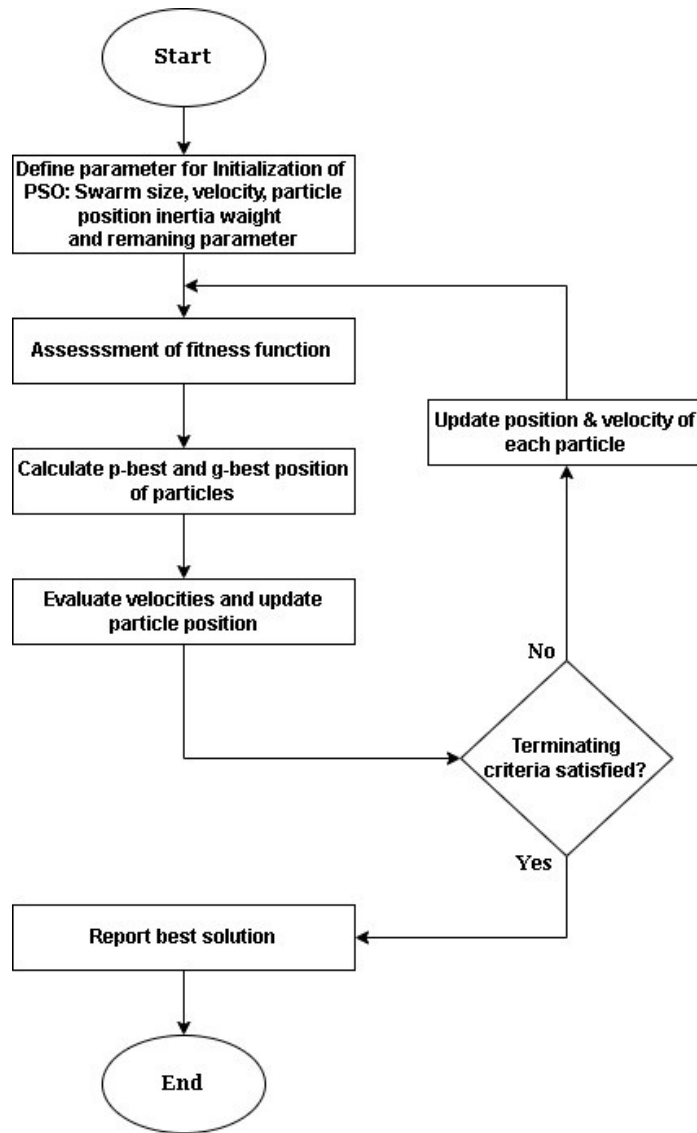 Start
Define parameter for Initialization of
PSO: Swarm size, velocity, particle
position inertia waight
and remaning parameter
Assesssment of fitness function
Update position & velocity of
each particle
Calculate p-best and g-best position
of particles
Evaluate velocities and update
particle position
No
Terminating
criteria satisfied?
Yes
Report best solution
End